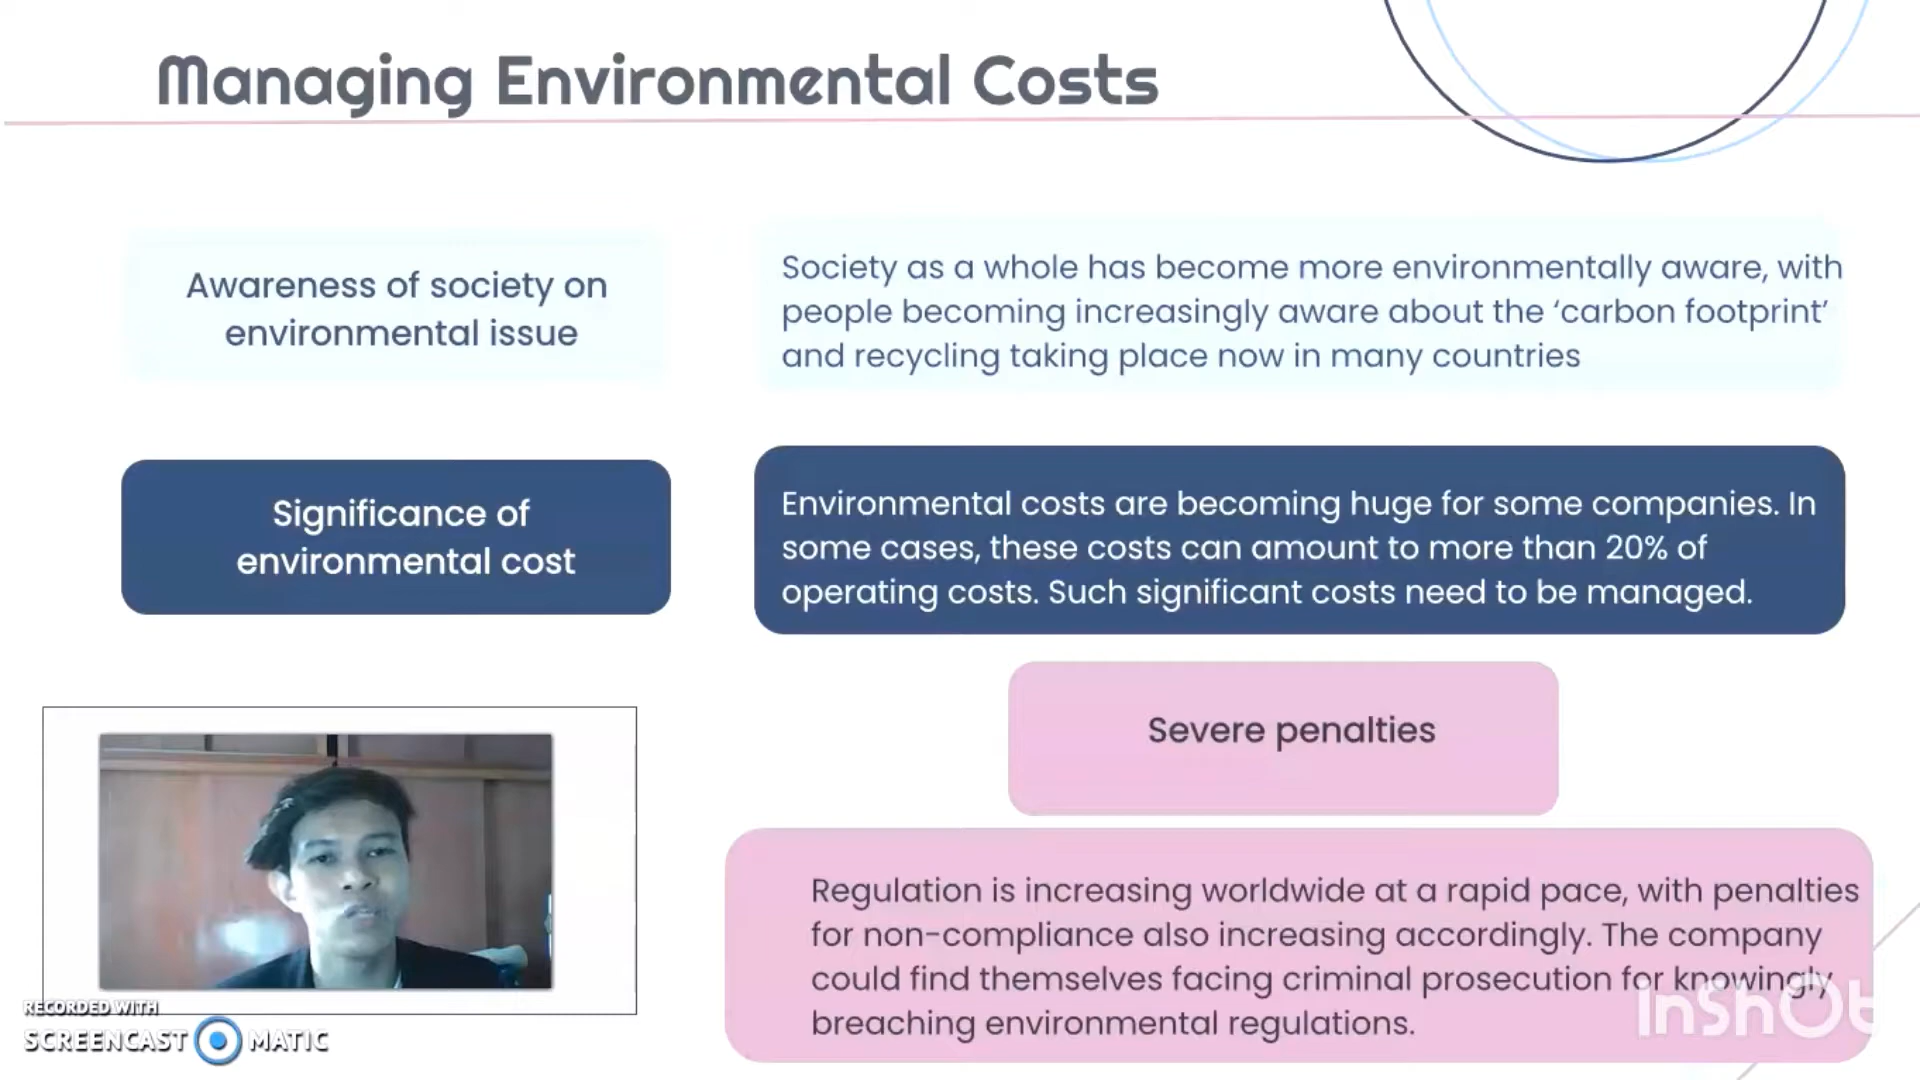 Managing Environmental Costs
Awareness of society on
environmental issue
Society as a whole has become more environmentally aware, with
people becoming increasingly aware about the ‘carbon footprint’
and recycling taking place now in many countries
Significance of
environmental cost
Environmental costs are becoming huge for some companies. In
some cases, these costs can amount to more than 20% of
operating costs. Such significant costs need to be managed.
Severe penalties
Regulation is increasing worldwide at a rapid pace, with penalties
for non-compliance also increasing accordingly. The company
could find themselves facing criminal prosecution for knowingly
breaching environmental regulations.
RECORDED WITH
SCREENCAST MATIC
InShOt